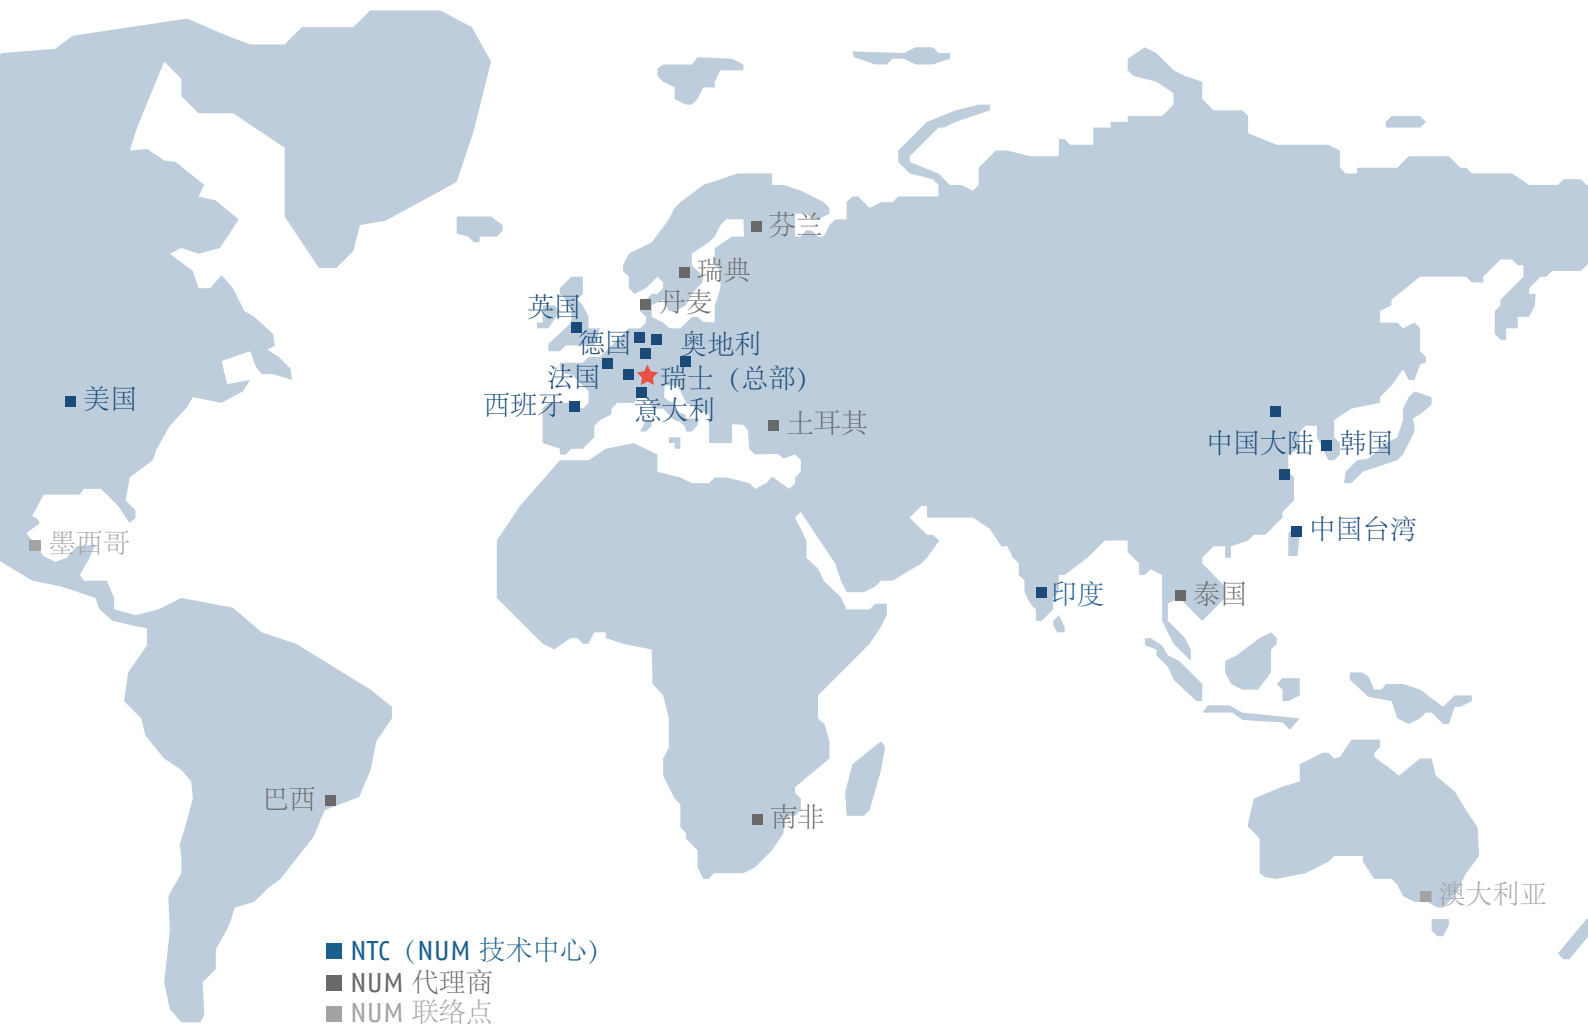 芬兰
瑞典
丹麦
英国
德国
奥地利
法国
瑞士（总部）
美国
西班牙
意大利
土耳其
中国大陆
韩国
墨西哥
中国台湾
印度
泰国
巴西
南非
澳大利亚
NTC（NUM 技术中心）
NUM 代理商
NUM 联络点